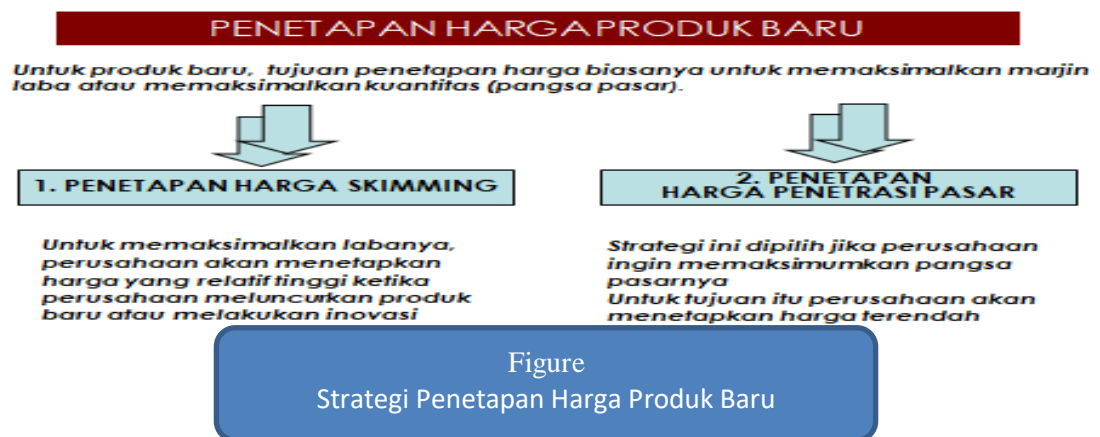 PENETAPAN HARGA PRODUK BARU
Untuk produk baru, tujuan penetapan harga biasanya untuk memaksimalkan marjin
laba atau memaksimalkan kuantitas (pangsa pasar).
1. PENETAPAN HARGA SKIMMING
Untuk memaksimalkan labanya,
perusahaan akan menetapkan
harga yang relatif tinggi ketika
perusahaan meluncurkan produk
baru atau melakukan inovasi
2. PENETAPAN
HARGA PENETRASI PASAR
Strategi ini dipilih jika perusahaan
ingin memaksimumkan pangsa
pasarnya
Untuk tujuan itu perusahaan akan
menetapkan harga terendah
Figure
Strategi Penetapan Harga Produk Baru